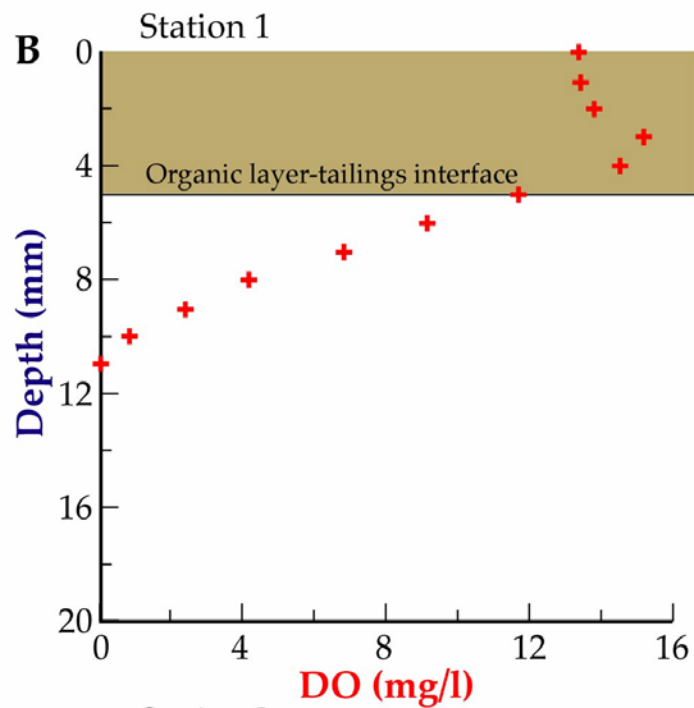 Station 1
B
0
Organic layer-tailings interface
4
8
12
16
20
Depth (mm)
0
4
8
12
16
DO (mg/l)